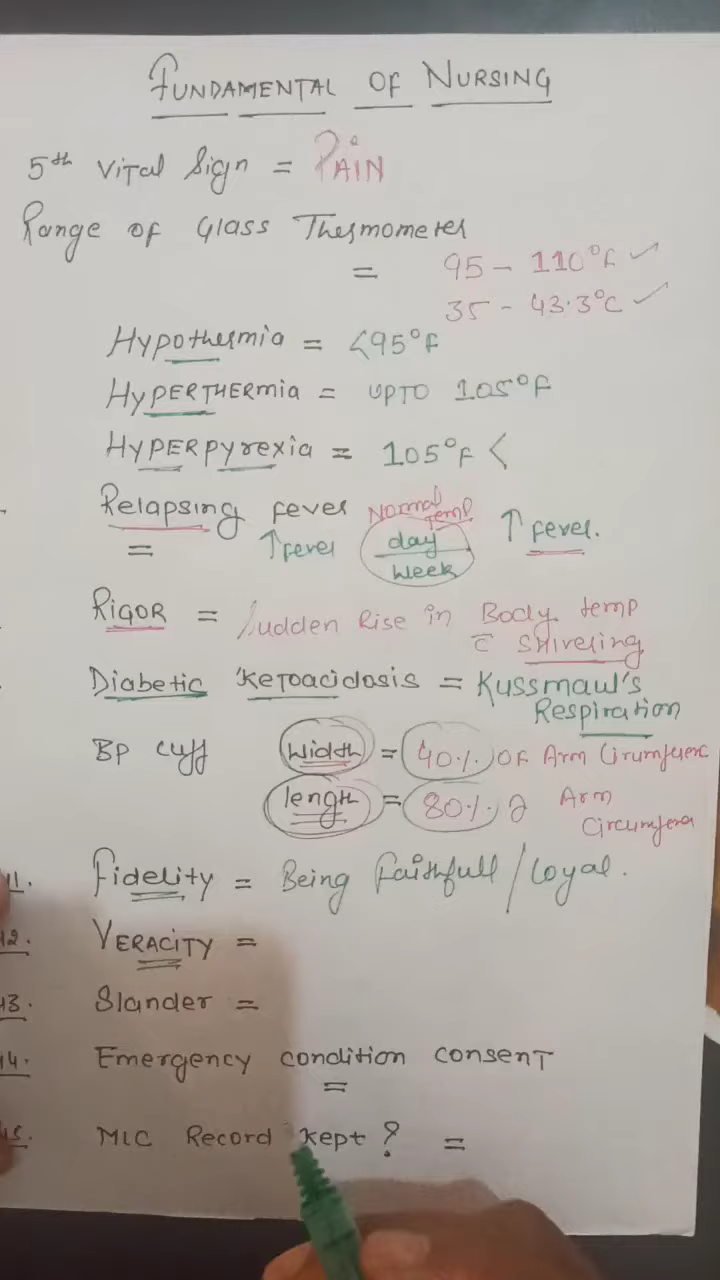 FUNDAMENTAL OF NURSING
5th Vital Sign = PAIN
Range of Glass Thermometer
= 95 - 110°F ✓
35 - 43.3°C ✓
Hypothermia = <95°F
HyPERTHERmia = UPTO 105°F
HyPERpyrexia = 105°F <
Relapsing fever Normal Temp
= ↑fever day ↑ fever.
week
RIGOR = Sudden Rise in Body temp
c̄ Shivering
Diabetic Ketoacidosis = Kussmaul's
Respiration
BP cuff width = 40% OF Arm
length = 80% Arm
11. Fidelity = Being Faithfull / Loyal.
12. VERACITY =
13. Slander =
14. Emergency condition consent
=
15. MLC Record kept? =